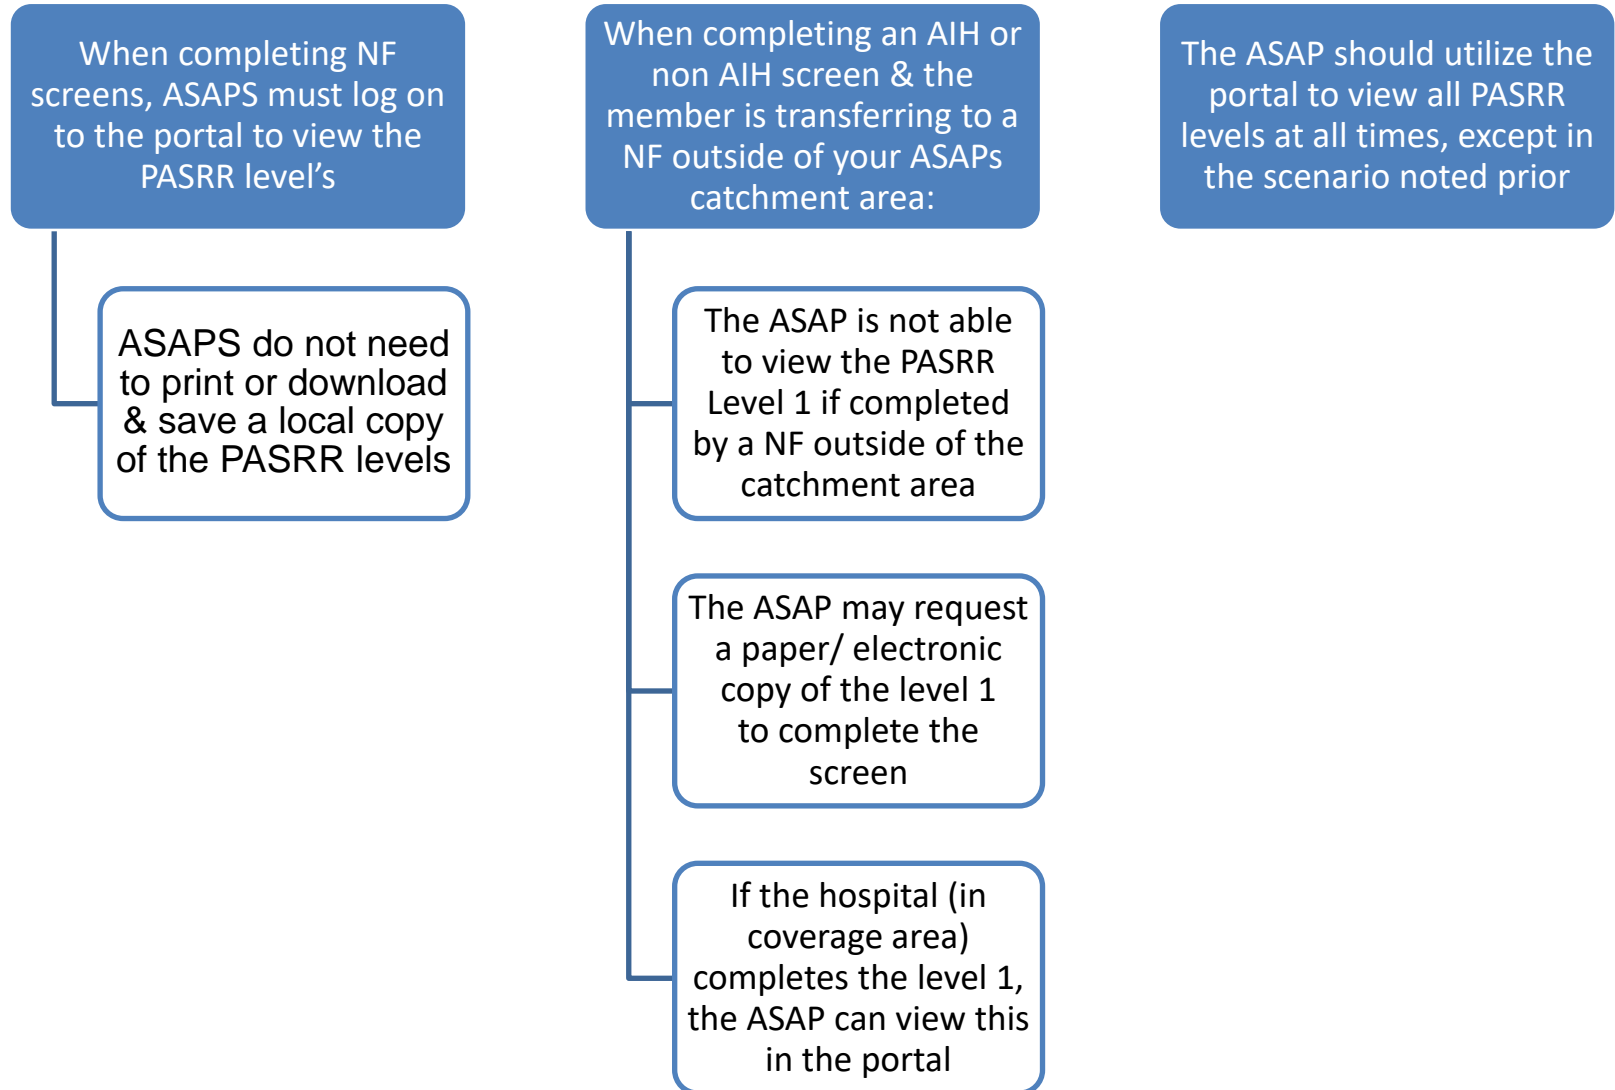 When completing NF
screens, ASAPS must log on
to the portal to view the
PASRR level's
ASAPS do not need
to print or download
& save a local copy
of the PASRR levels
When completing an AIH or
non AIH screen & the
member is transferring to a
NF outside of your ASAPs
catchment area:
The ASAP is not able
to view the PASRR
Level 1 if completed
by a NF outside of the
catchment area
The ASAP may request
a paper/ electronic
copy of the level 1
to complete the
screen
If the hospital (in
coverage area)
completes the level 1,
the ASAP can view this
in the portal
The ASAP should utilize the
portal to view all PASRR
levels at all times, except in
the scenario noted prior